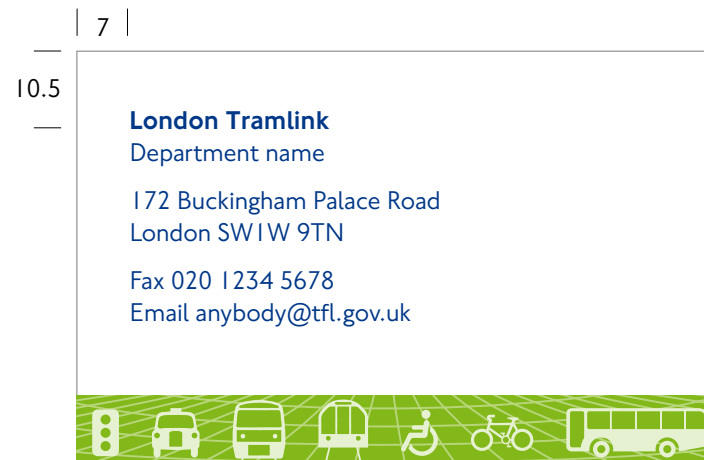 7
10.5
London Tramlink
Department name
172 Buckingham Palace Road
London SW1W 9TN
Fax 020 1234 5678
Email anybody@tfl.gov.uk